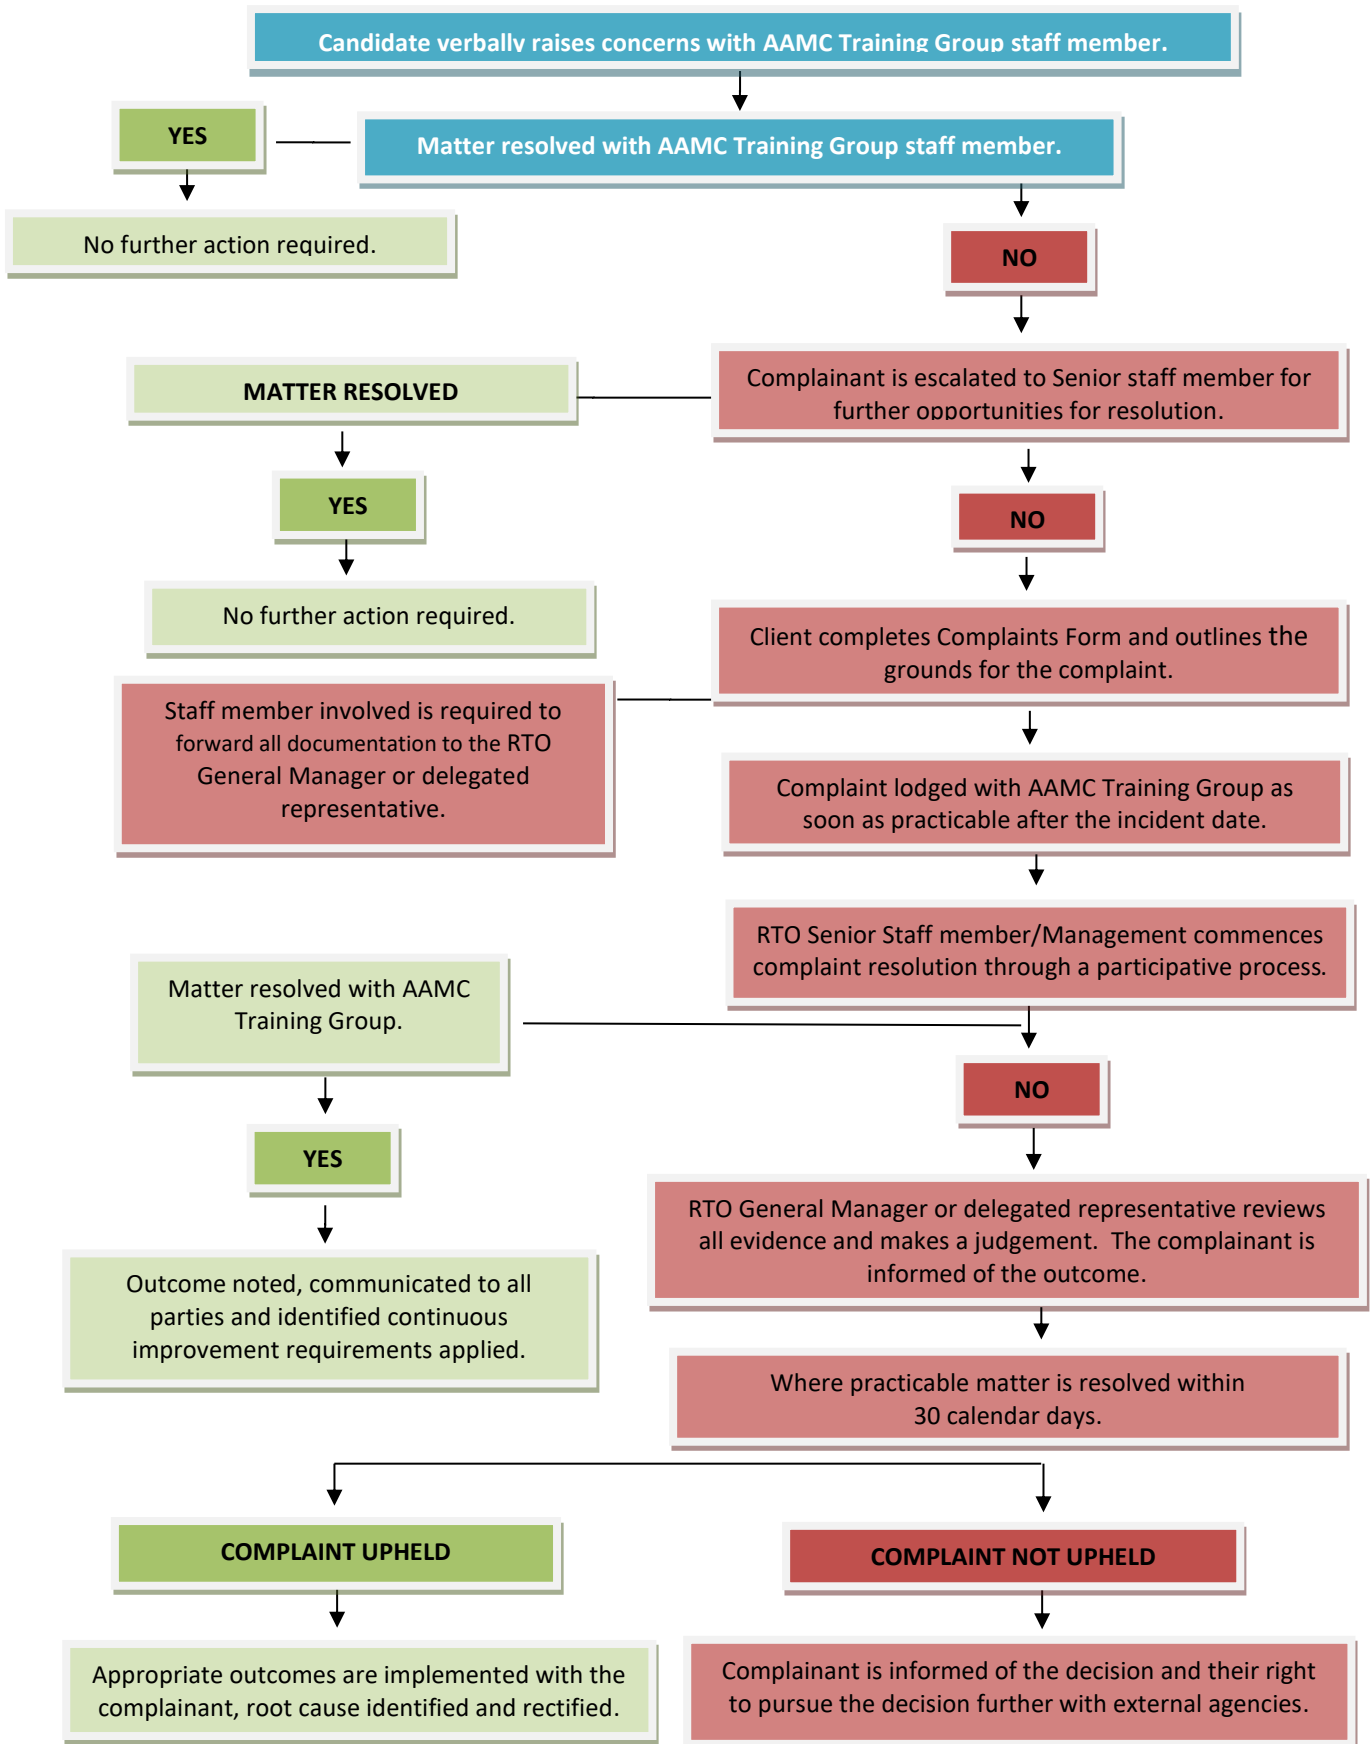 Candidate verbally raises concerns with AAMC Training Group staff member.
YES
Matter resolved with AAMC Training Group staff member.
No further action required.
NO
MATTER RESOLVED
Complainant is escalated to Senior staff member for
further opportunities for resolution.
YES
NO
No further action required.
Client completes Complaints Form and outlines the
grounds for the complaint.
Staff member involved is required to
forward all documentation to the RTO
General Manager or delegated
representative.
Complaint lodged with AAMC Training Group as
soon as practicable after the incident date.
RTO Senior Staff member/Management commences
complaint resolution through a participative process.
Matter resolved with AAMC
Training Group.
NO
YES
RTO General Manager or delegated representative reviews
all evidence and makes a judgement.  The complainant is
informed of the outcome.
Outcome noted, communicated to all
parties and identified continuous
improvement requirements applied.
Where practicable matter is resolved within
30 calendar days.
COMPLAINT UPHELD
COMPLAINT NOT UPHELD
Appropriate outcomes are implemented with the
complainant, root cause identified and rectified.
Complainant is informed of the decision and their right
to pursue the decision further with external agencies.